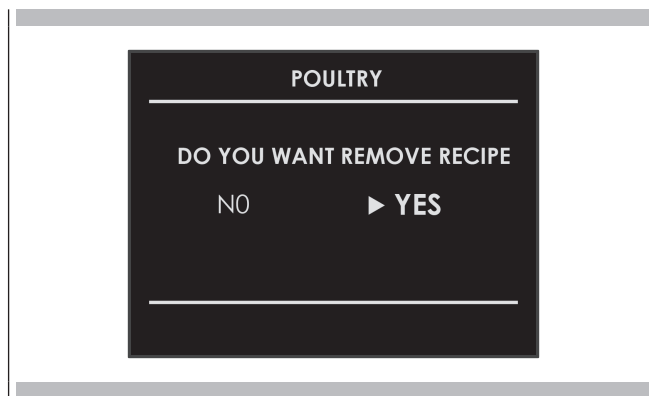 POULTRY
DO YOU WANT REMOVE RECIPE
N0 ▶ YES